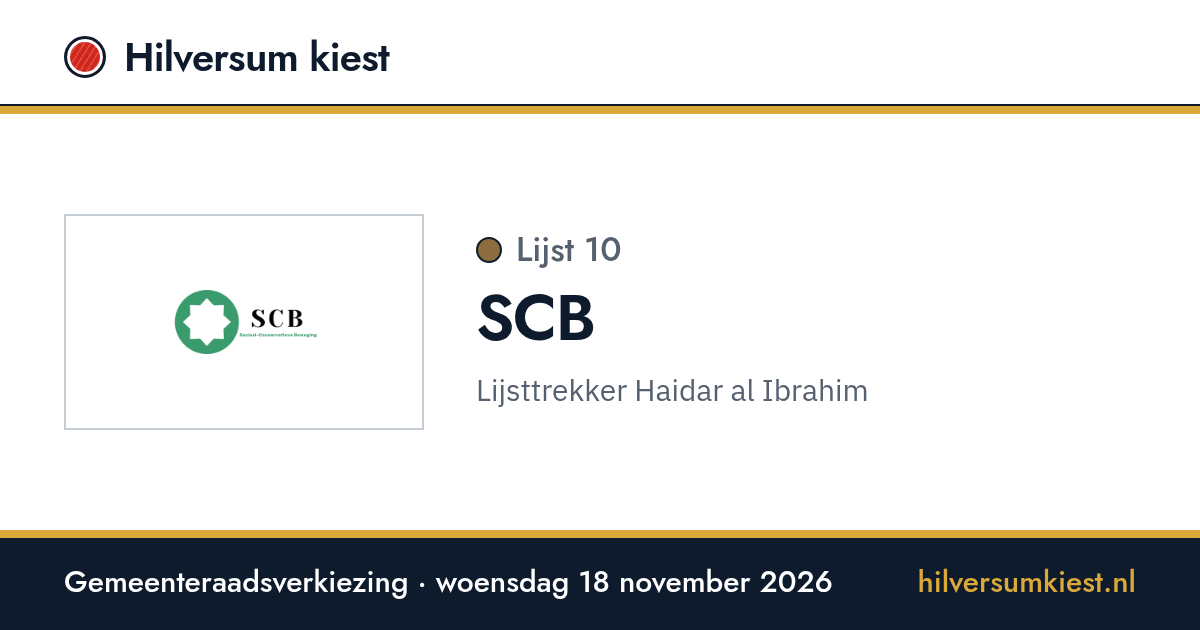 Hilversum kiest
SCB
Sociaal-Conservatieve Beweging
Lijst 10
SCB
Lijsttrekker Haidar al Ibrahim
Gemeenteraadsverkiezing · woensdag 18 november 2026
hilversumkiest.nl